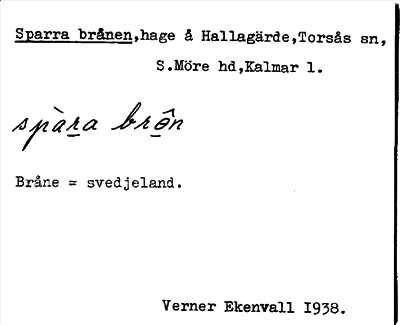 Sparra brånen,hage å Hallagärde,Torsås sn,
S.Möre hd,Kalmar l.
spàra brôn
Bråne = svedjeland.
Verner Ekenvall 1938.